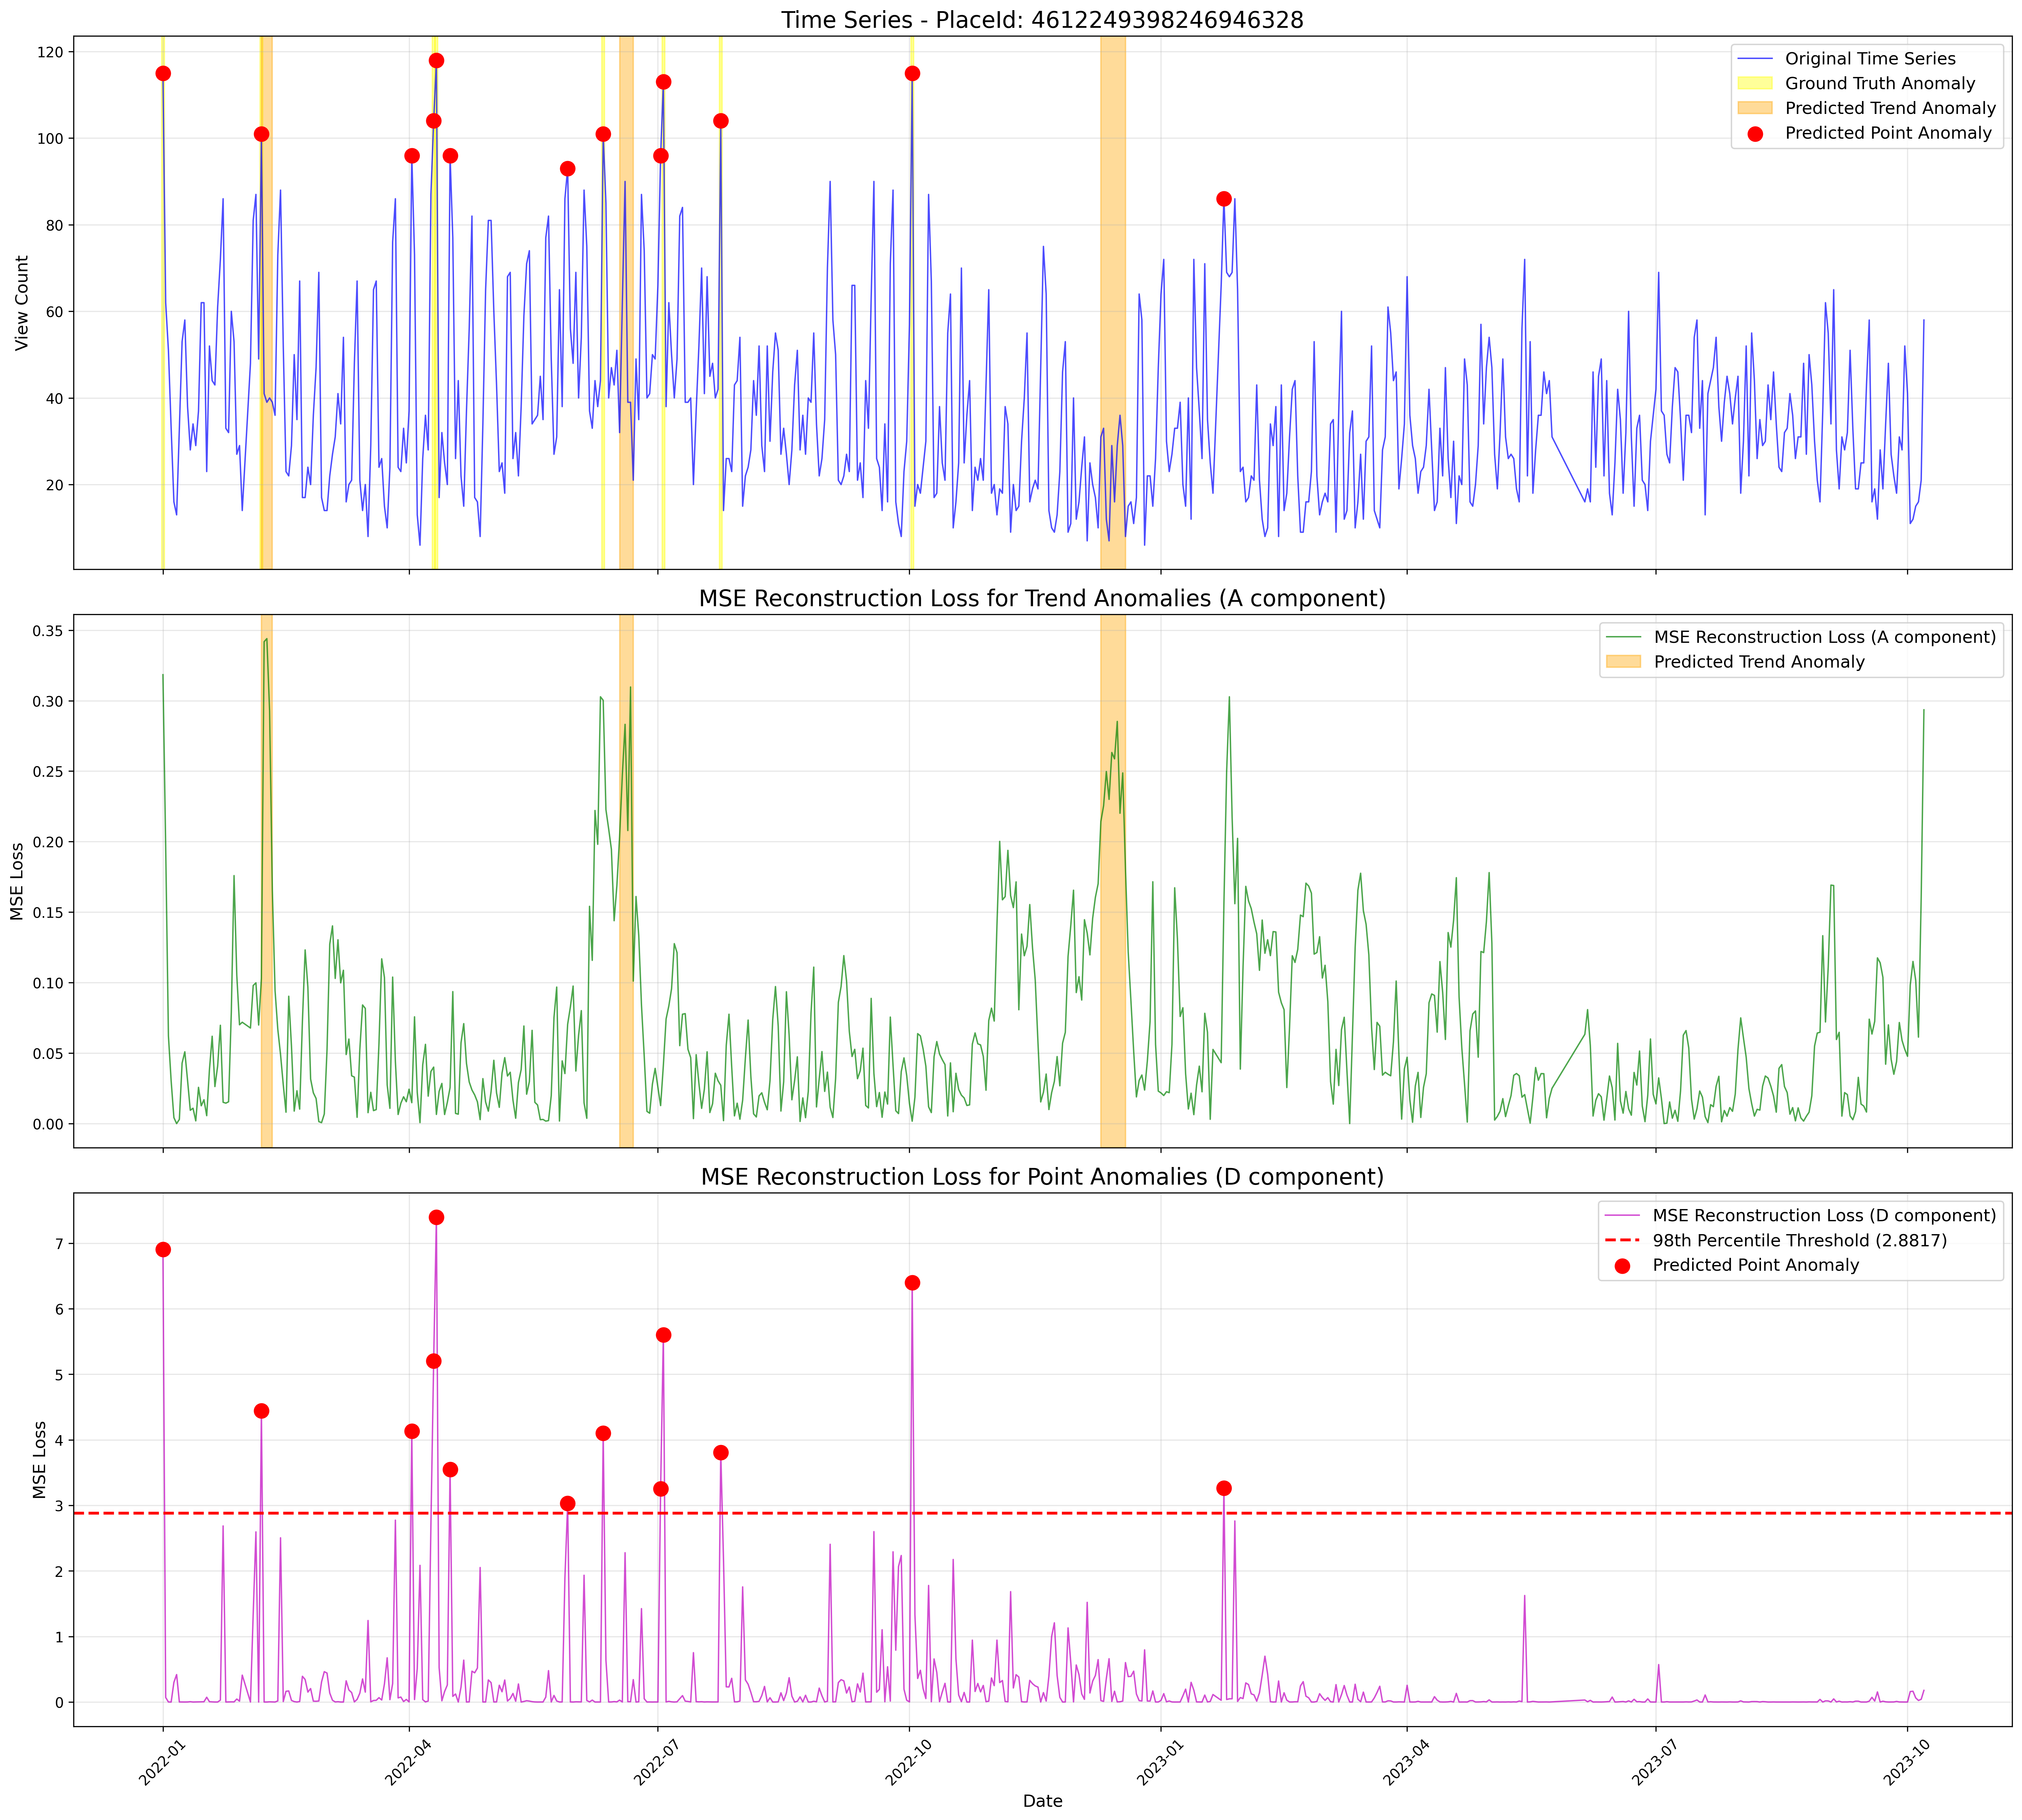 Time Series - PlaceId: 4612249398246946328
120
100
80
60
40
20
View Count
Original Time Series
Ground Truth Anomaly
Predicted Trend Anomaly
Predicted Point Anomaly
MSE Reconstruction Loss for Trend Anomalies (A component)
0.35
0.30
0.25
0.20
0.15
0.10
0.05
0.00
MSE Loss
MSE Reconstruction Loss (A component)
Predicted Trend Anomaly
MSE Reconstruction Loss for Point Anomalies (D component)
7
6
5
4
3
2
1
0
MSE Loss
MSE Reconstruction Loss (D component)
98th Percentile Threshold (2.8817)
Predicted Point Anomaly
2022-01
2022-04
2022-07
2022-10
2023-01
2023-04
2023-07
2023-10
Date